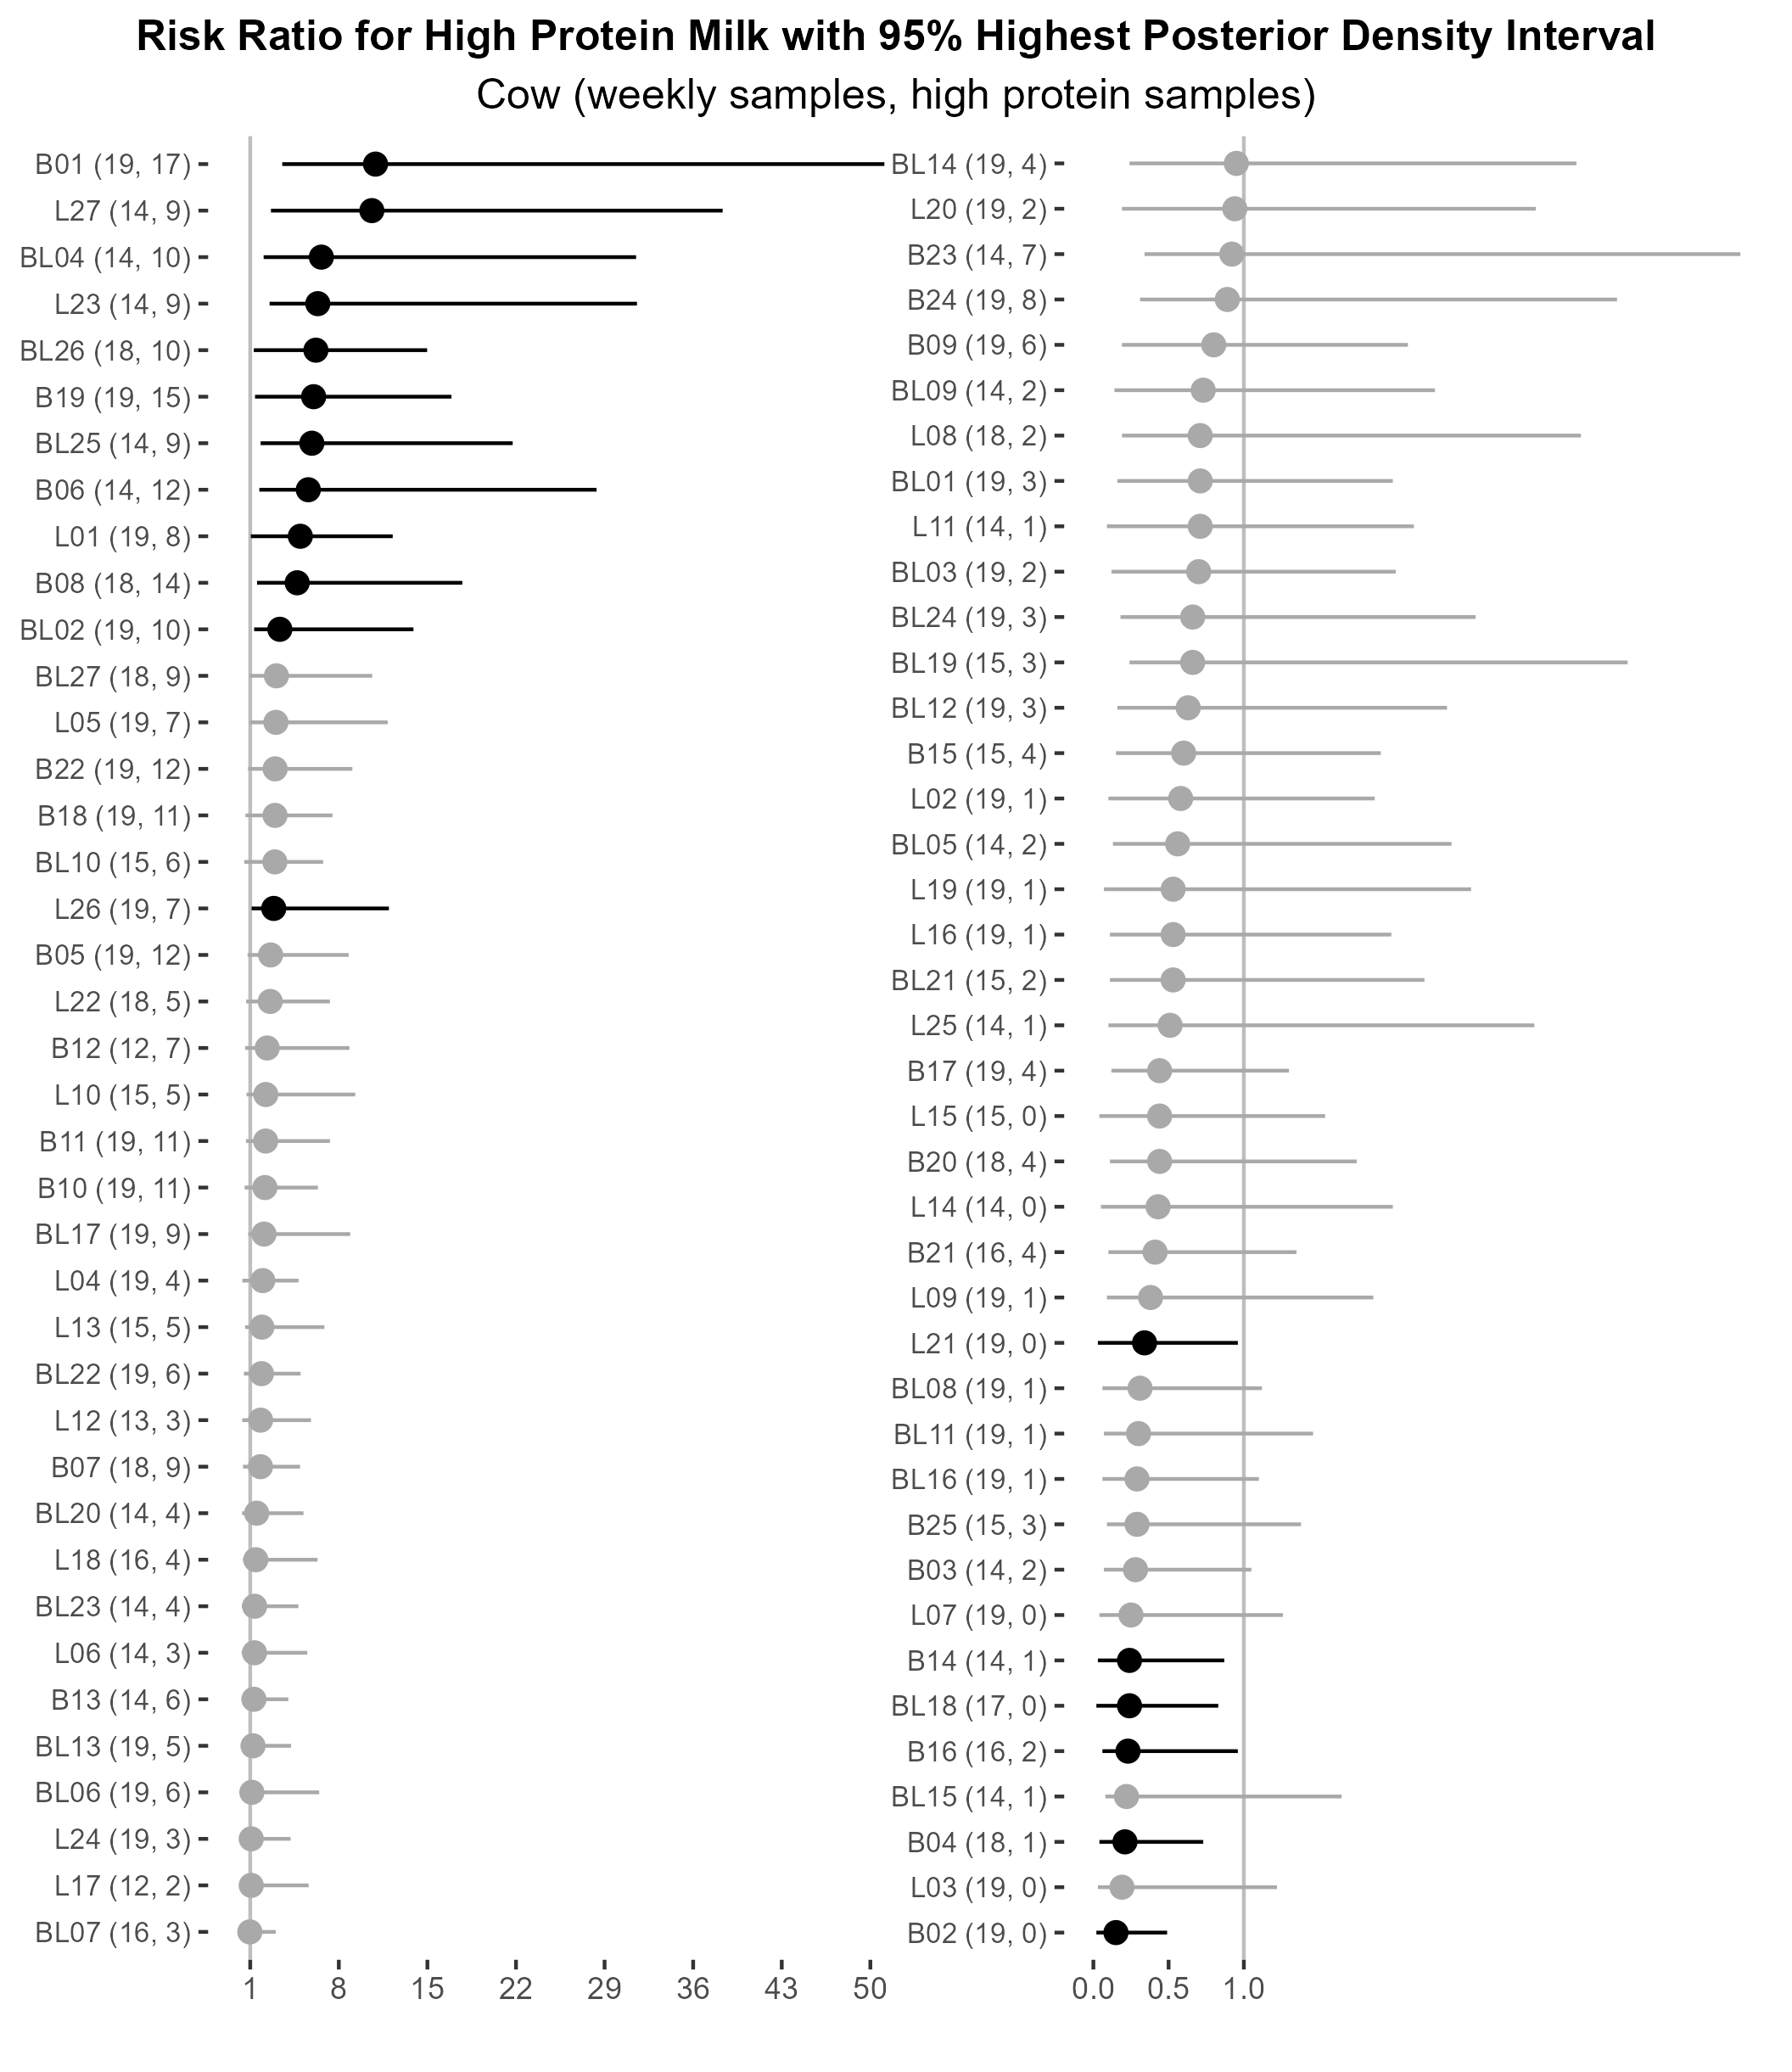 Risk Ratio for High Protein Milk with 95% Highest Posterior Density Interval
Cow (weekly samples, high protein samples)
B01 (19, 17)
L27 (14, 9)
BL04 (14, 10)
L23 (14, 9)
BL26 (18, 10)
B19 (19, 15)
BL25 (14, 9)
B06 (14, 12)
L01 (19, 8)
B08 (18, 14)
BL02 (19, 10)
BL27 (18, 9)
L05 (19, 7)
B22 (19, 12)
B18 (19, 11)
BL10 (15, 6)
L26 (19, 7)
B05 (19, 12)
L22 (18, 5)
B12 (12, 7)
L10 (15, 5)
B11 (19, 11)
B10 (19, 11)
BL17 (19, 9)
L04 (19, 4)
L13 (15, 5)
BL22 (19, 6)
L12 (13, 3)
B07 (18, 9)
BL20 (14, 4)
L18 (16, 4)
BL23 (14, 4)
L06 (14, 3)
B13 (14, 6)
BL13 (19, 5)
BL06 (19, 6)
L24 (19, 3)
L17 (12, 2)
BL07 (16, 3)
1 8 15 22 29 36 43 50
BL14 (19, 4)
L20 (19, 2)
B23 (14, 7)
B24 (19, 8)
B09 (19, 6)
BL09 (14, 2)
L08 (18, 2)
BL01 (19, 3)
L11 (14, 1)
BL03 (19, 2)
BL24 (19, 3)
BL19 (15, 3)
BL12 (19, 3)
B15 (15, 4)
L02 (19, 1)
BL05 (14, 2)
L19 (19, 1)
L16 (19, 1)
BL21 (15, 2)
L25 (14, 1)
B17 (19, 4)
L15 (15, 0)
B20 (18, 4)
L14 (14, 0)
B21 (16, 4)
L09 (19, 1)
L21 (19, 0)
BL08 (19, 1)
BL11 (19, 1)
BL16 (19, 1)
B25 (15, 3)
B03 (14, 2)
L07 (19, 0)
B14 (14, 1)
BL18 (17, 0)
B16 (16, 2)
BL15 (14, 1)
B04 (18, 1)
L03 (19, 0)
B02 (19, 0)
0.0 0.5 1.0